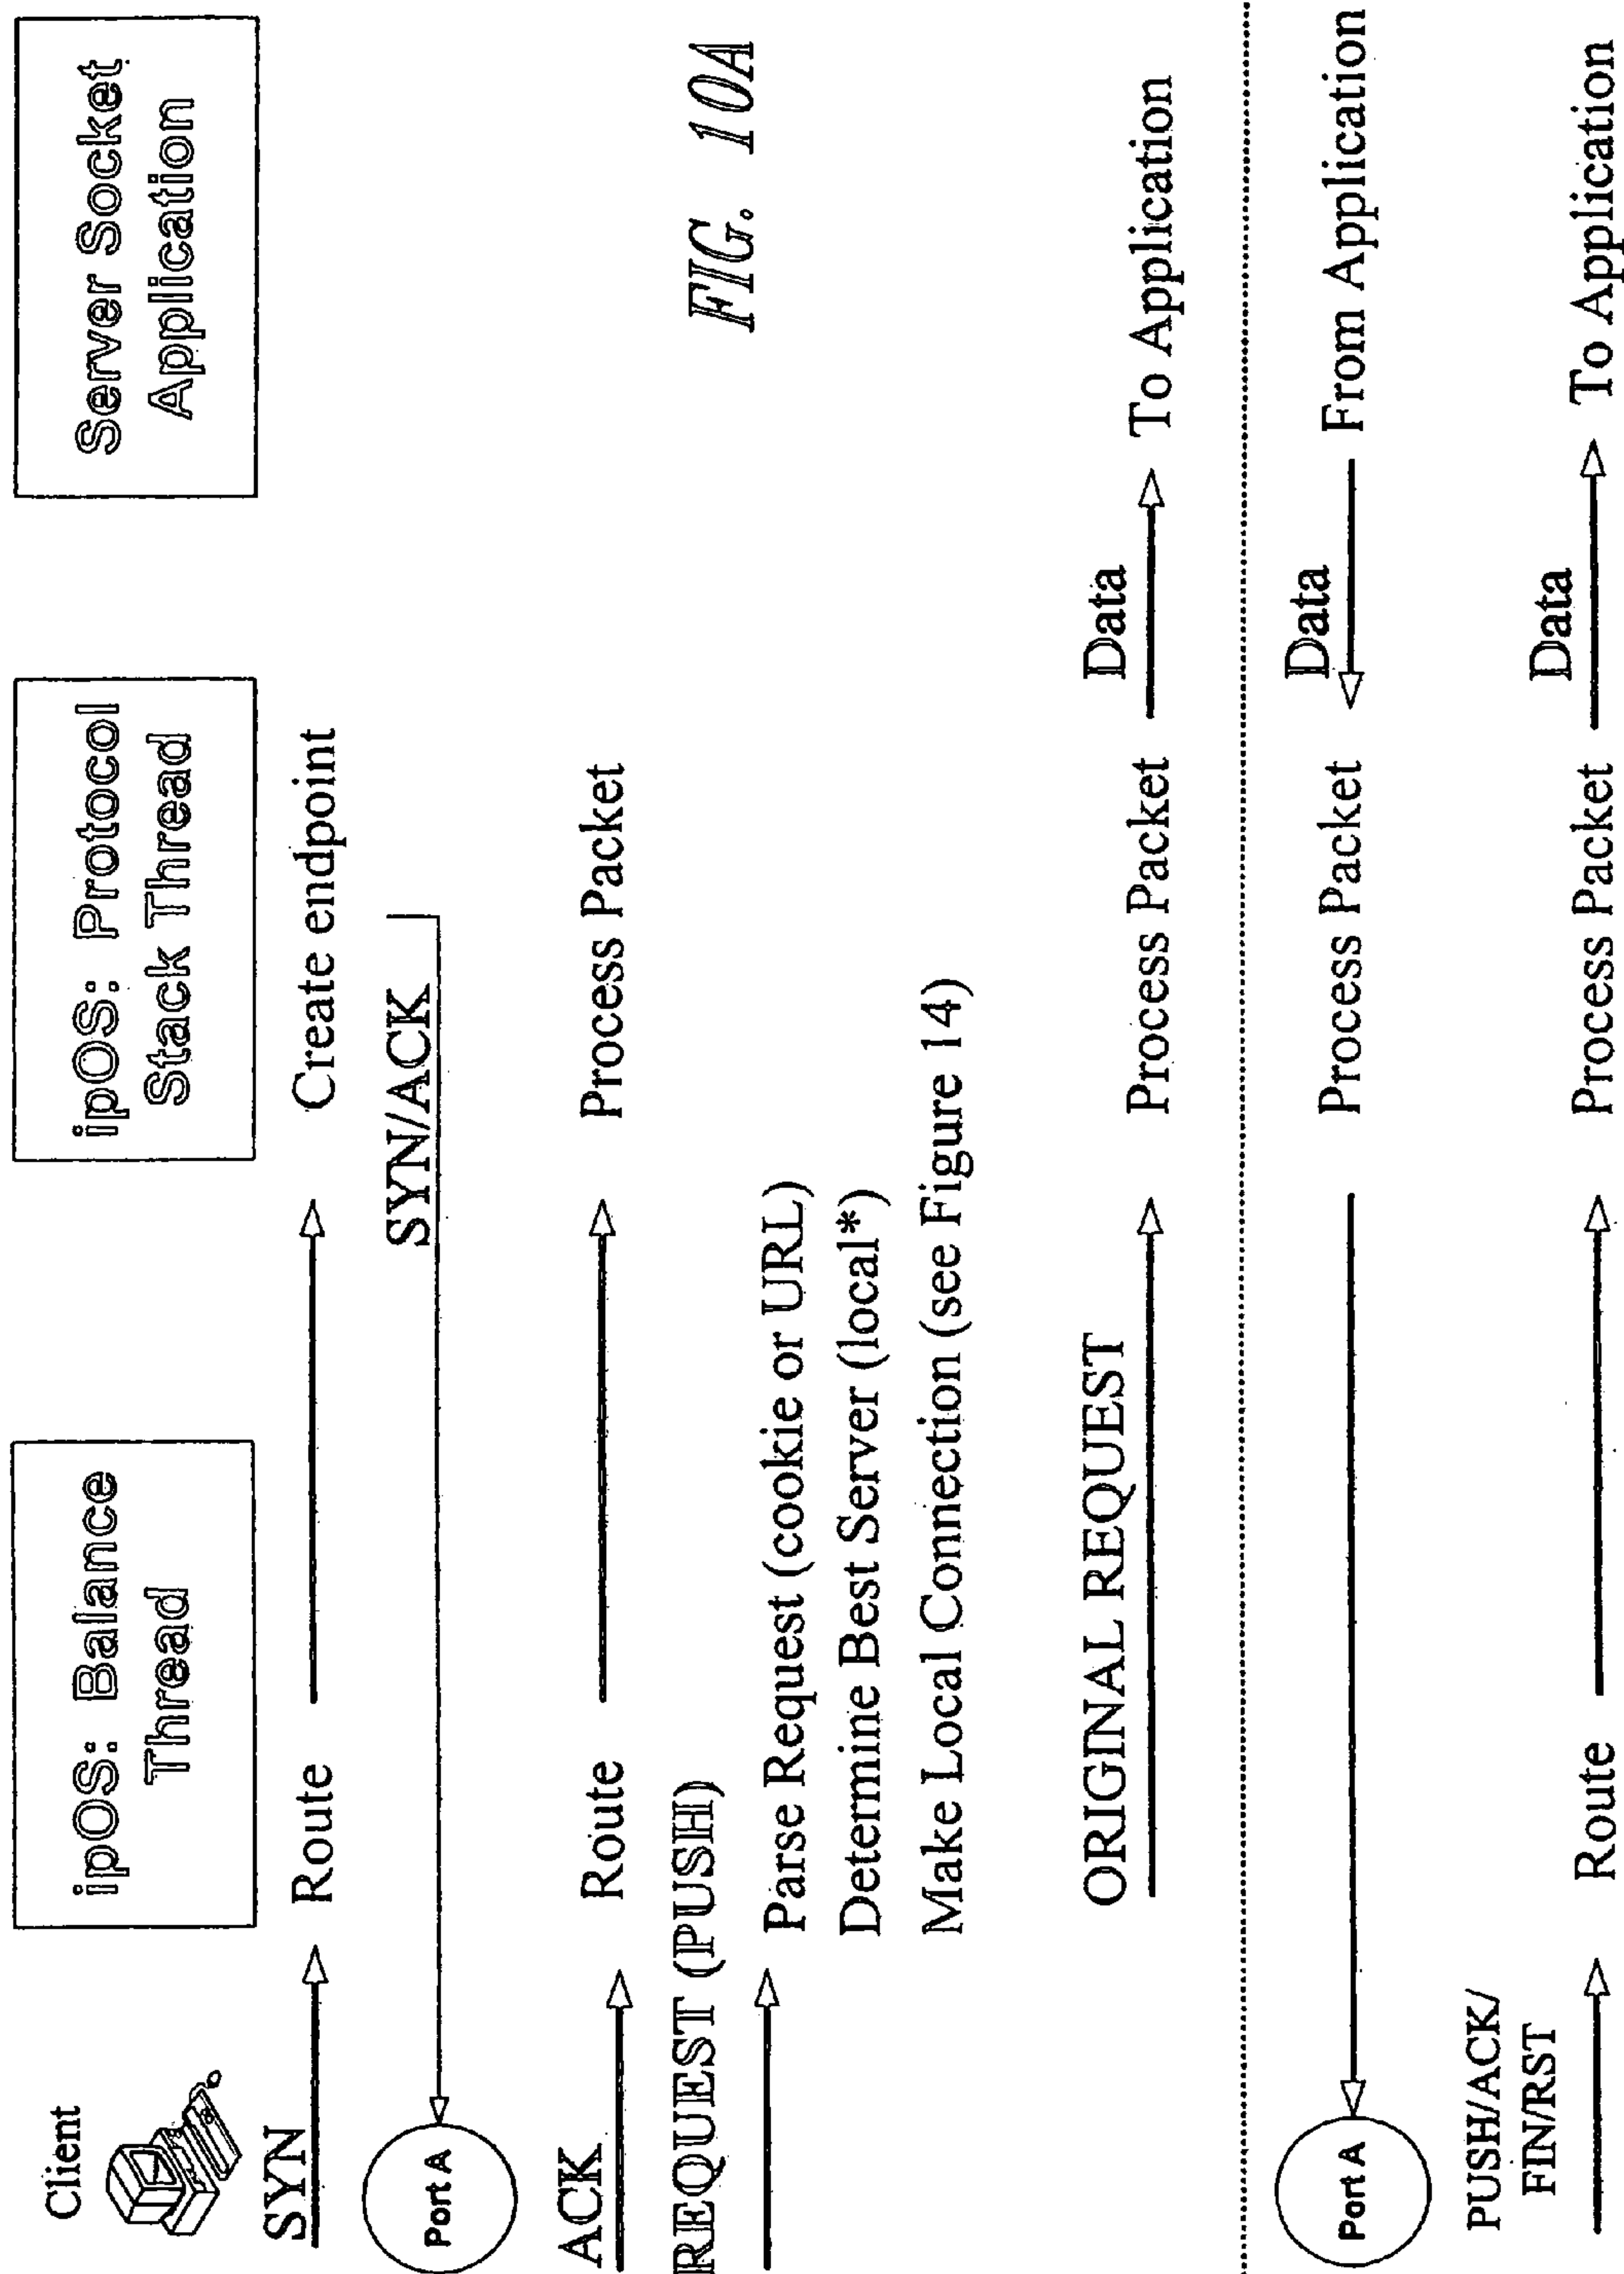 Client
ipOS: Balance
Thread
ipOS: Protocol
Stack Thread
Server Socket
Application
SYN
Route
Create endpoint
SYN/ACK
Port A
ACK
Route
Process Packet
REQUEST (PUSH)
Parse Request (cookie or URL)
Determine Best Server (local*)
Make Local Connection (see Figure 14)
FIG. 10A
ORIGINAL REQUEST
Process Packet
Data
To Application
Port A
Process Packet
Data
From Application
PUSH/ACK/
FIN/RST
Route
Process Packet
Data
To Application